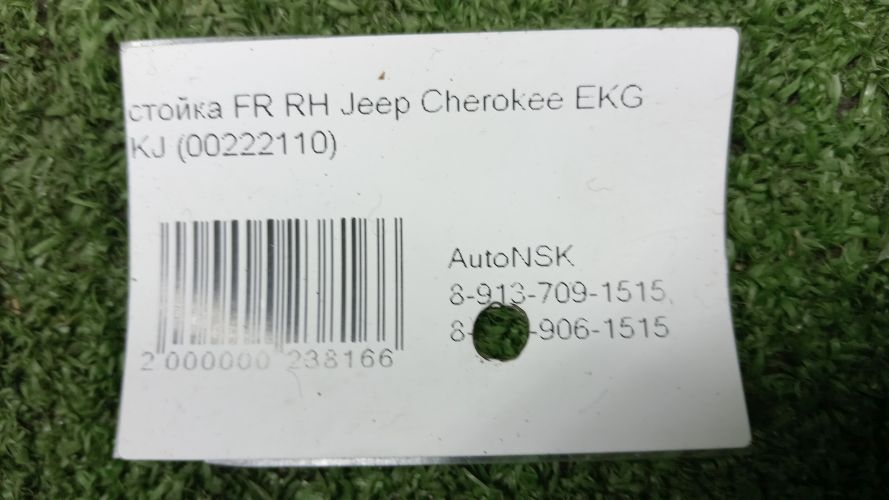 стойка FR RH Jeep Cherokee EKG
KJ (00222110)
AutoNSK
8-913-709-1515
-906-1515
2 000000 238166